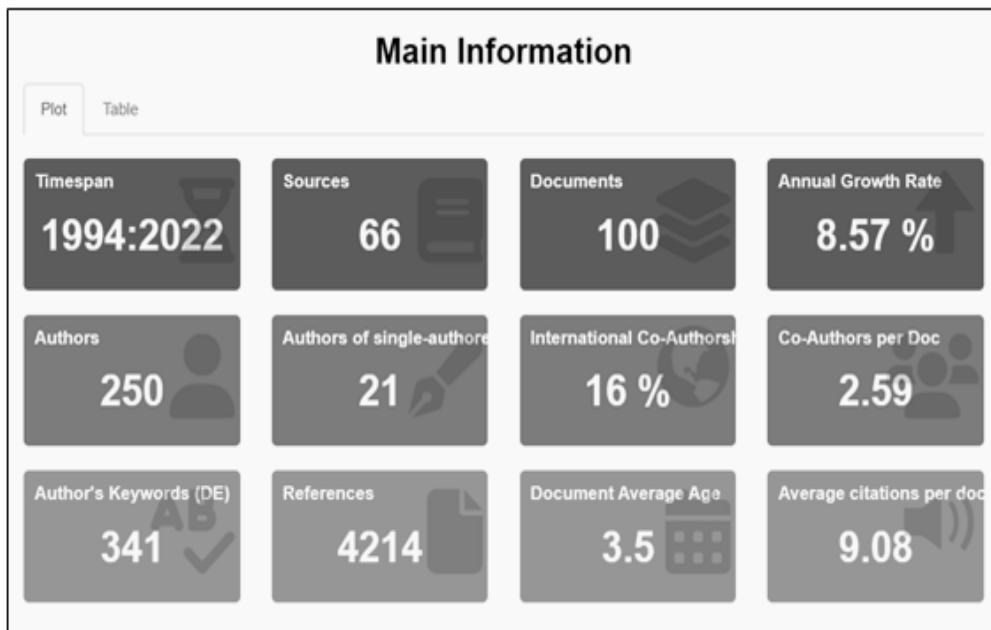 Main Information
Plot Table
Timespan
1994:2022
Sources
66
Documents
100
Annual Growth Rate
8.57 %
Authors
250
Authors of single-authore
21
International Co-Authorsh
16 %
Co-Authors per Doc
2.59
Author's Keywords (DE)
341
AB
References
4214
Document Average Age
3.5
Average citations per doc
9.08